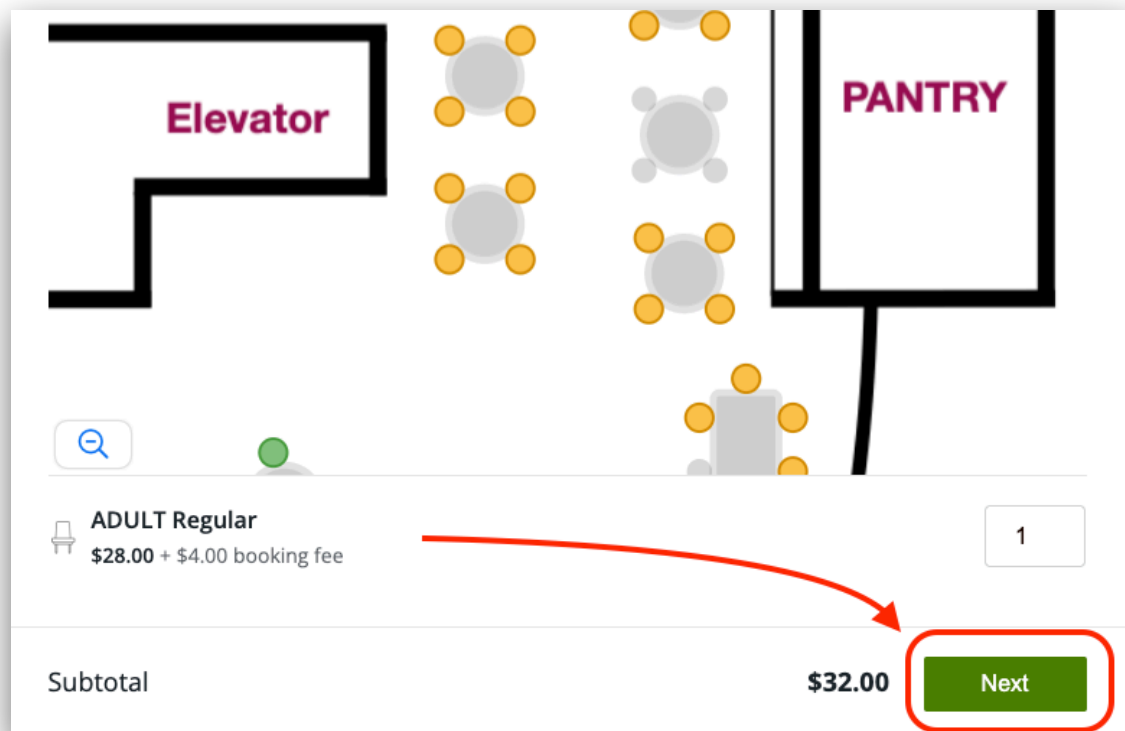 Elevator
PANTRY
ADULT Regular
$28.00 + $4.00 booking fee
1
Subtotal
$32.00
Next